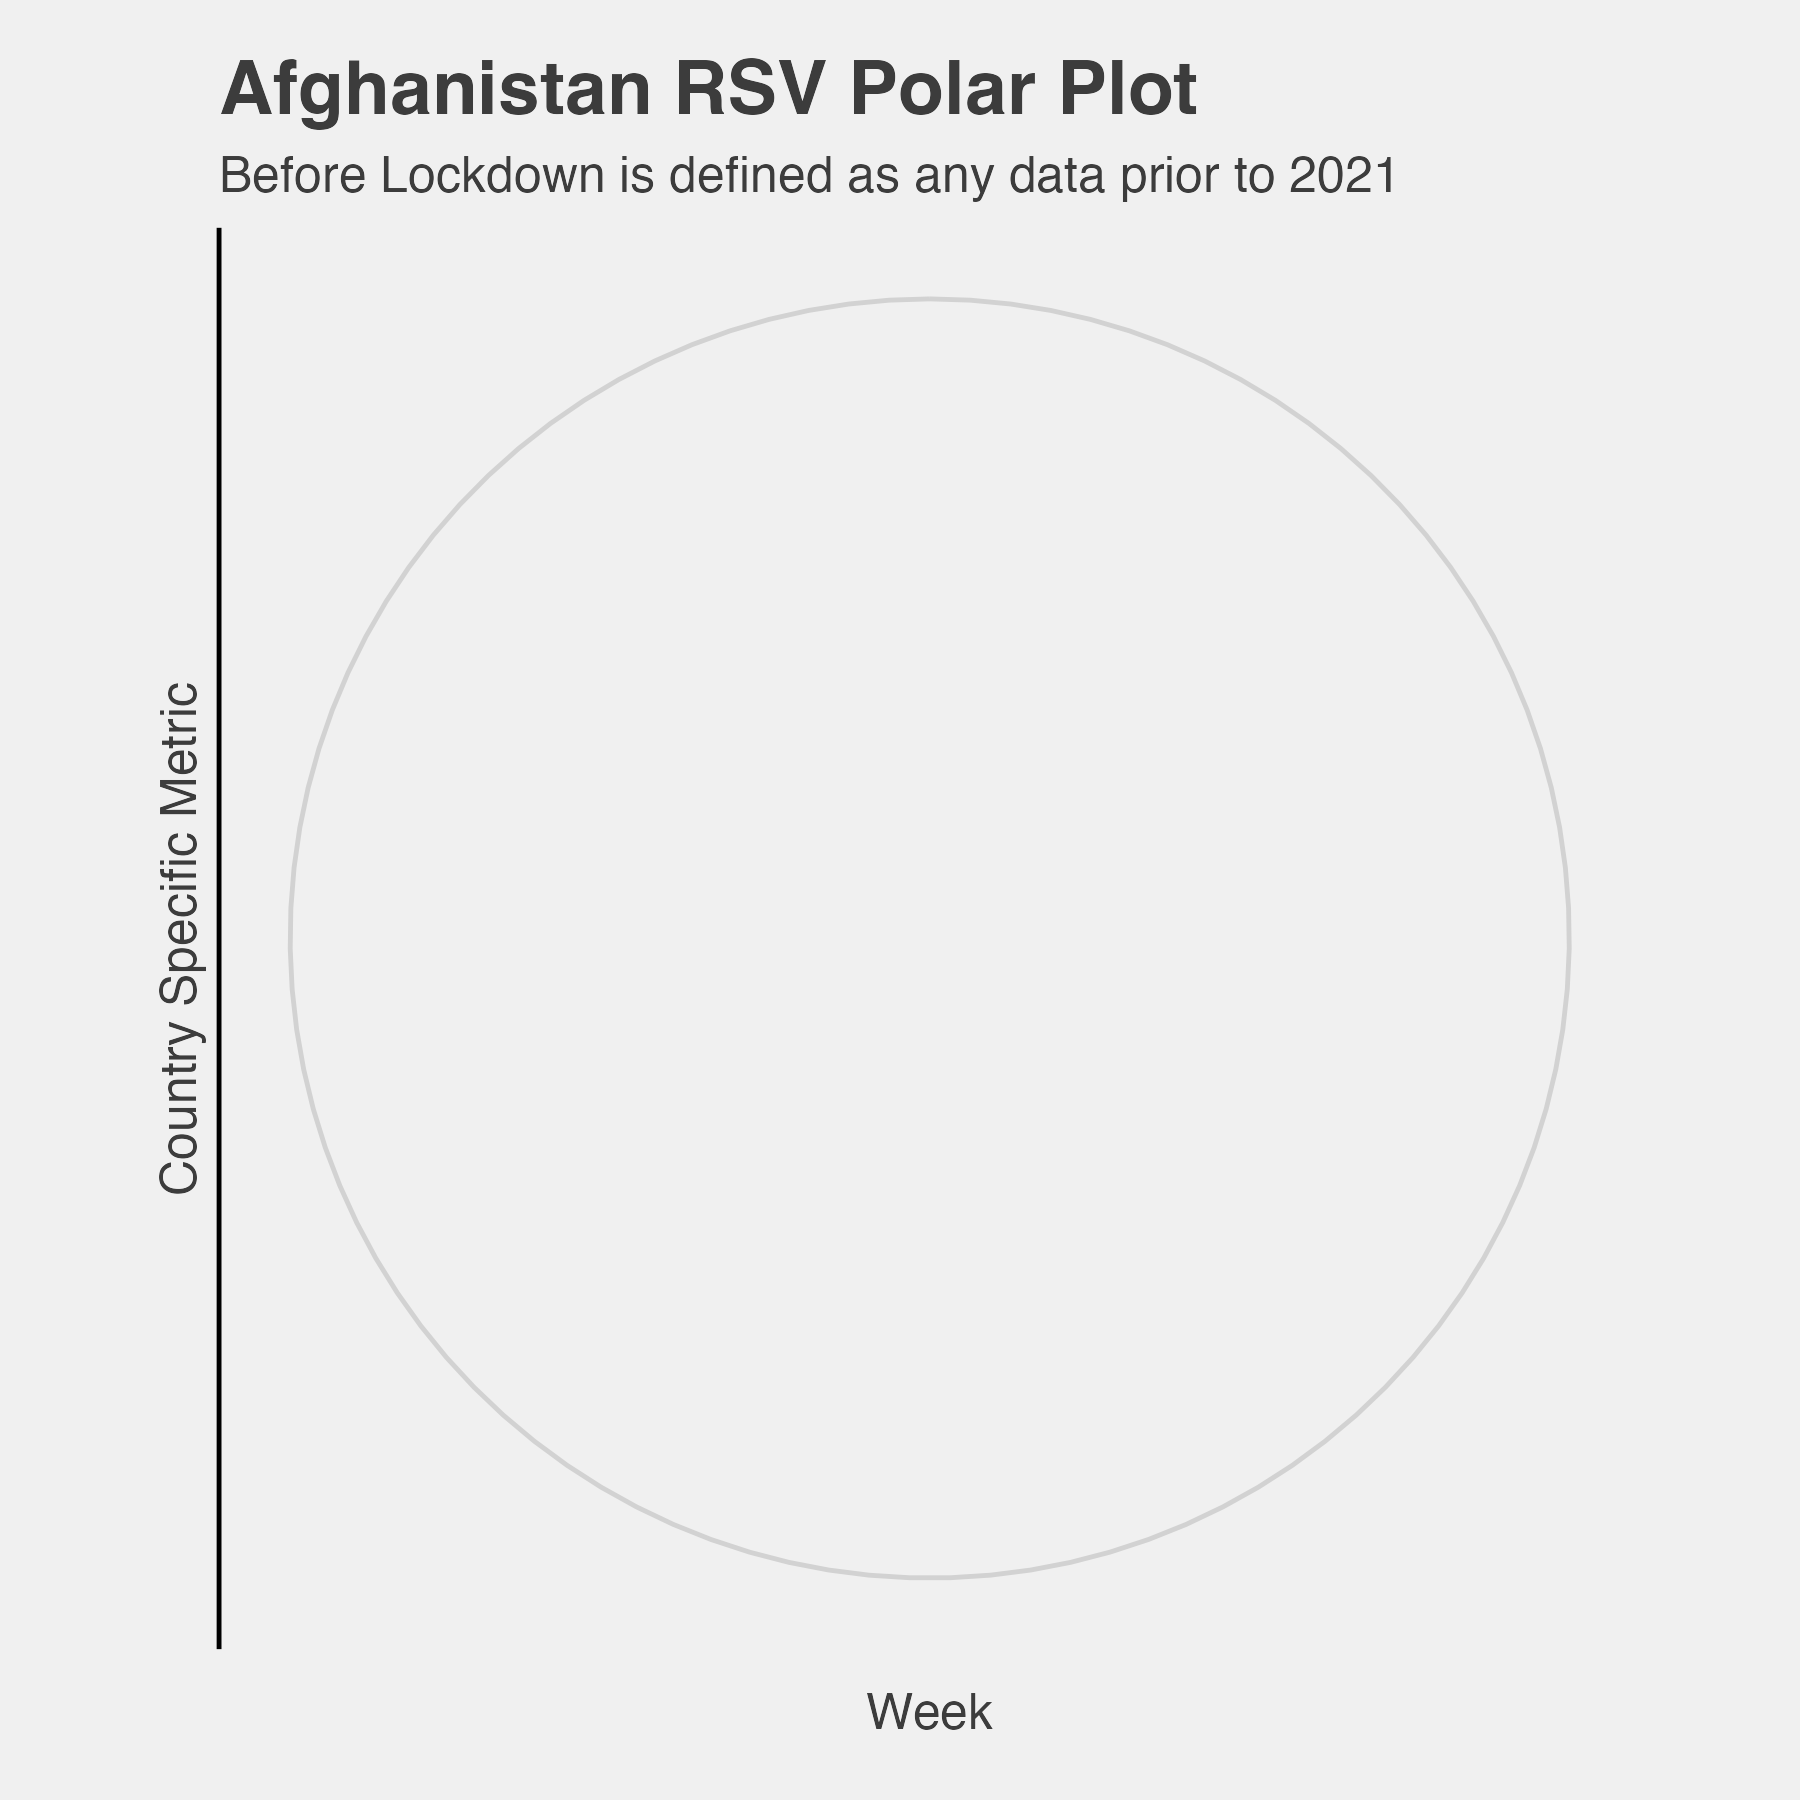 Afghanistan RSV Polar Plot
Before Lockdown is defined as any data prior to 2021
Country Specific Metric
Week